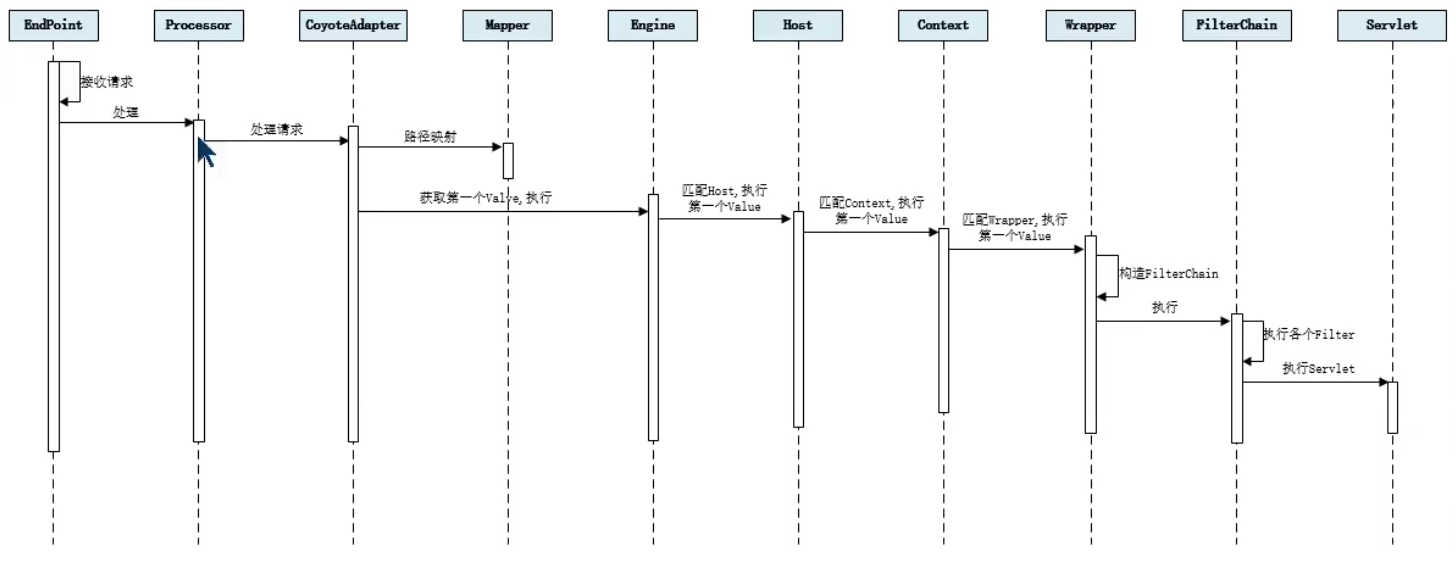 EndPoint
Processor
CoyoteAdapter
Mapper
Engine
Host
Context
Wrapper
FilterChain
Servlet
接收请求
处理
处理请求
路径映射
获取第一个Valve,执行
匹配Host,执行
第一个Value
匹配Context,执行
第一个Value
匹配Wrapper,执行
第一个Value
构造FilterChain
执行
执行各个Filter
执行Servlet